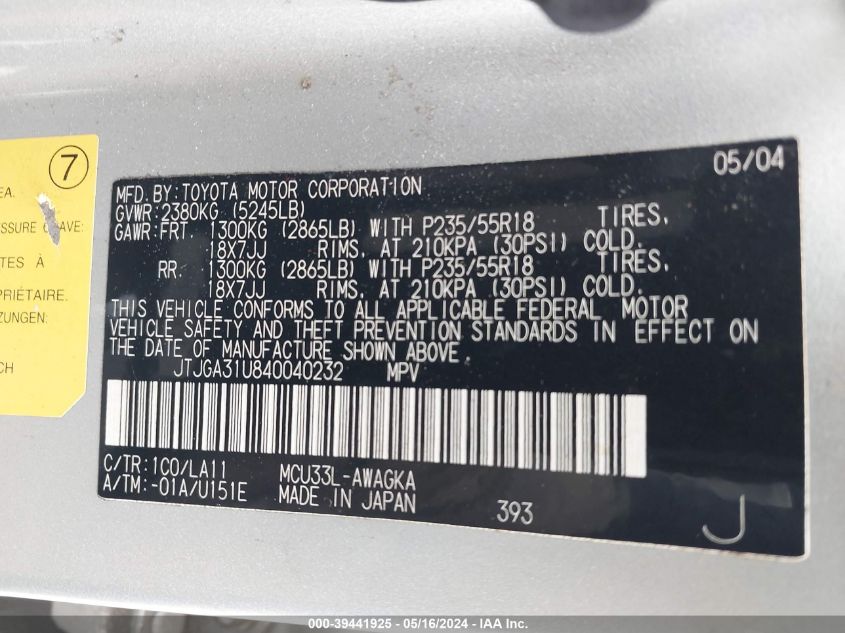 7
EA.
ESSURE GRAVE:
TES À
PRIÉTAIRE.
ZUNGEN:
CH
05/04
MFD.BY:TOYOTA MOTOR CORPORATION
GVWR:2380KG (5245LB)
GAWR:FRT. 1300KG (2865LB) WITH P235/55R18 TIRES,
18X7JJ RIMS, AT 210KPA (30PSI) COLD.
RR. 1300KG (2865LB) WITH P235/55R18 TIRES,
18X7JJ RIMS, AT 210KPA (30PSI) COLD.
THIS VEHICLE CONFORMS TO ALL APPLICABLE FEDERAL MOTOR
VEHICLE SAFETY AND THEFT PREVENTION STANDARDS IN EFFECT ON
THE DATE OF MANUFACTURE SHOWN ABOVE.
JTJGA31U840040232 MPV
C/TR:1C0/LA11 MCU33L-AWAGKA
A/TM:-01A/U151E MADE IN JAPAN 393 J
000-39441925 - 05/16/2024 - © IAA, Inc.